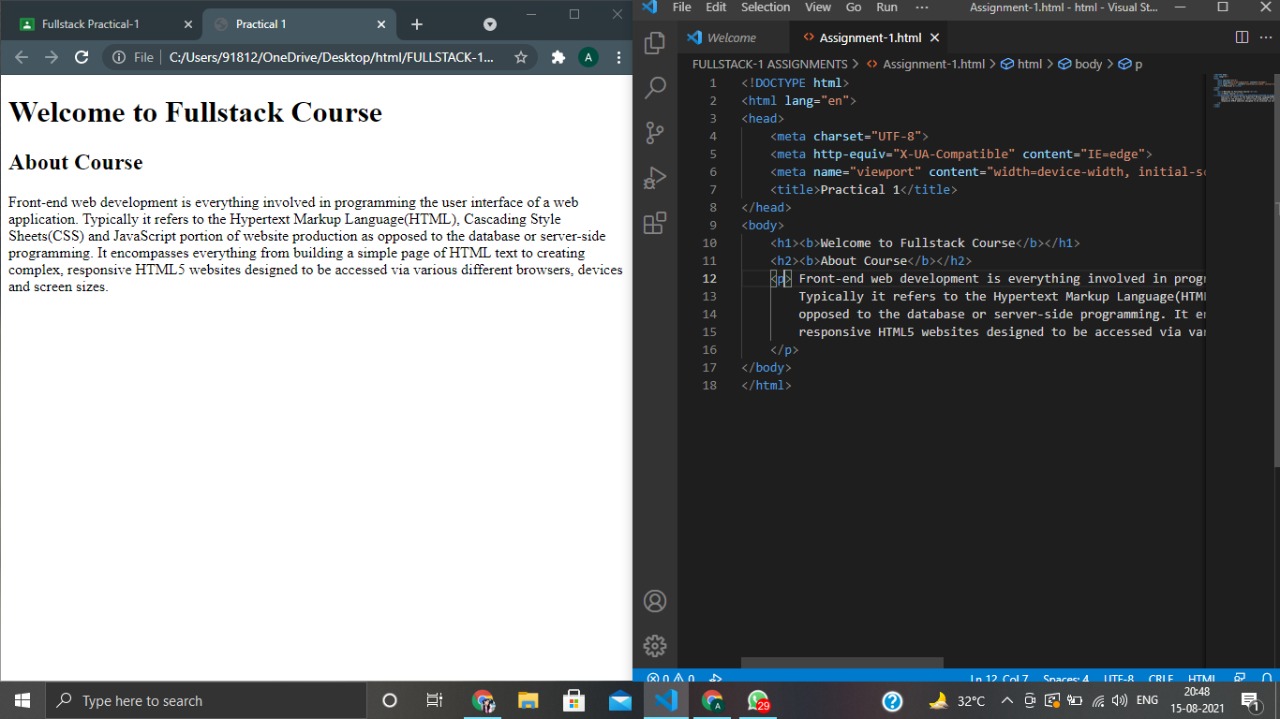 Fullstack Practical-1
Practical 1
File
C:/Users/91812/OneDrive/Desktop/html/FULLSTACK-1...
A
Welcome to Fullstack Course
About Course
Front-end web development is everything involved in programming the user interface of a web
application. Typically it refers to the Hypertext Markup Language(HTML), Cascading Style
Sheets(CSS) and JavaScript portion of website production as opposed to the database or server-side
programming. It encompasses everything from building a simple page of HTML text to creating
complex, responsive HTML5 websites designed to be accessed via various different browsers, devices
and screen sizes.
File Edit Selection View Go Run ··· Assignment-1.html - html - Visual St...
Welcome
Assignment-1.html
FULLSTACK-1 ASSIGNMENTS > Assignment-1.html > html > body > p
1 <!DOCTYPE html>
2 <html lang="en">
3 <head>
4 <meta charset="UTF-8">
5 <meta http-equiv="X-UA-Compatible" content="IE=edge">
6 <meta name="viewport" content="width=device-width, initial-s
7 <title>Practical 1</title>
8 </head>
9 <body>
10 <h1><b>Welcome to Fullstack Course</b></h1>
11 <h2><b>About Course</b></h2>
12 <p> Front-end web development is everything involved in prog
13 Typically it refers to the Hypertext Markup Language(HTM
14 opposed to the database or server-side programming. It e
15 responsive HTML5 websites designed to be accessed via va
16 </p>
17 </body>
18 </html>
0 0 Ln 12, Col 7 Spaces: 4 UTF-8 CRLF HTML
Type here to search
A
29
32°C
ENG
20:48
15-08-2021
1